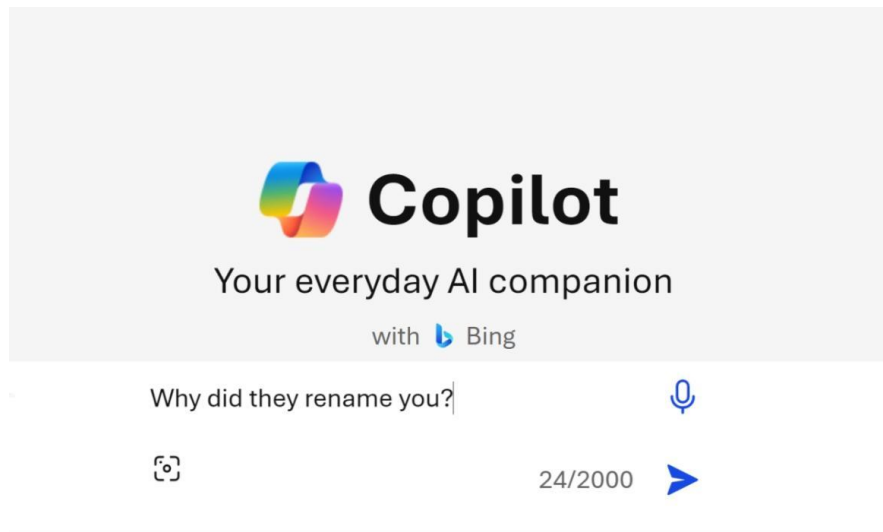 Copilot
Your everyday AI companion
with Bing
Why did they rename you?
24/2000